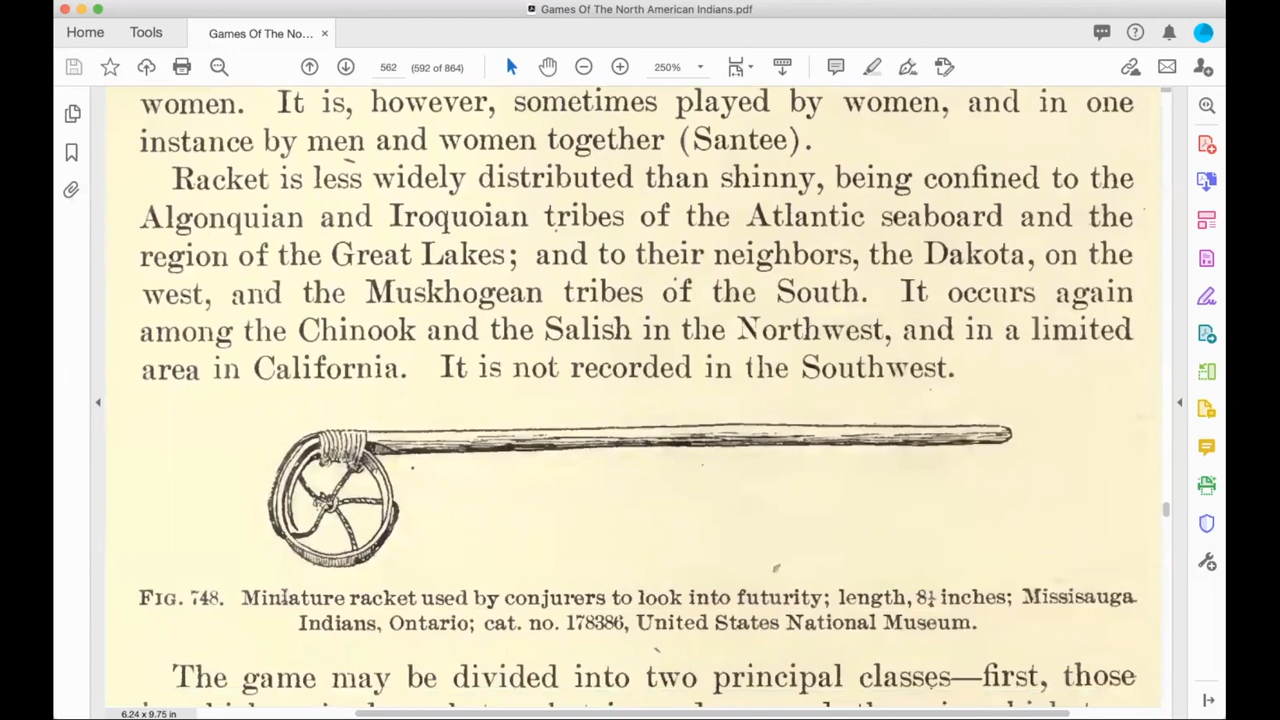 Games Of The North American Indians.pdf
Home Tools Games Of The No... ×
562 (592 of 864) 250%
women. It is, however, sometimes played by women, and in one
instance by men and women together (Santee).
Racket is less widely distributed than shinny, being confined to the
Algonquian and Iroquoian tribes of the Atlantic seaboard and the
region of the Great Lakes; and to their neighbors, the Dakota, on the
west, and the Muskhogean tribes of the South. It occurs again
among the Chinook and the Salish in the Northwest, and in a limited
area in California. It is not recorded in the Southwest.
FIG. 748. Miniature racket used by conjurers to look into futurity; length, 8¼ inches; Missisauga
Indians, Ontario; cat. no. 178386, United States National Museum.
The game may be divided into two principal classes—first, those
6.24 x 9.75 in